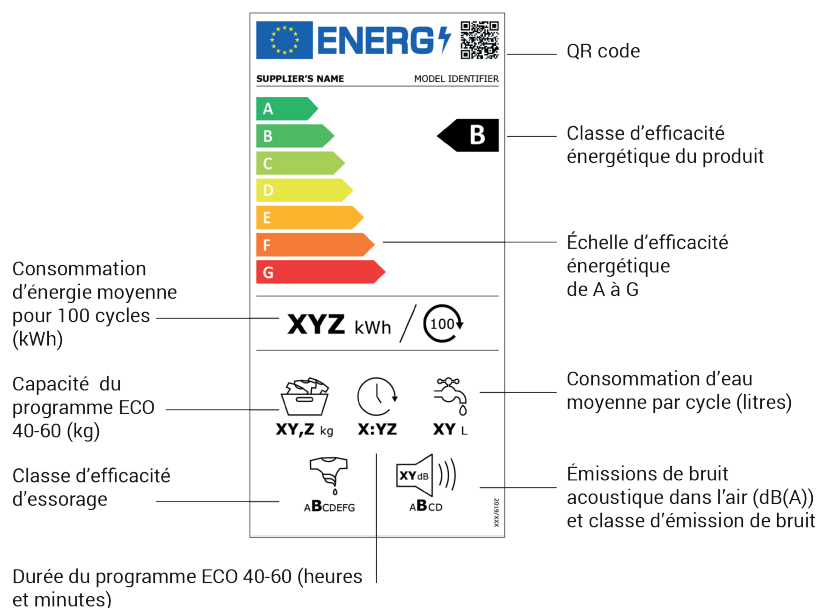 ENERG
QR code
SUPPLIER'S NAME
MODEL IDENTIFIER
A
B
B
Classe d'efficacité
énergétique du produit
C
D
E
F
Échelle d'efficacité
énergétique
de A à G
G
Consommation
d'énergie moyenne
pour 100 cycles
(kWh)
XYZ kWh / 100
Capacité du
programme ECO
40-60 (kg)
XY,Z kg
X:YZ
XY L
Consommation d'eau
moyenne par cycle (litres)
Classe d'efficacité
d'essorage
ABCDEFG
XYdB
ABCD
2019/XXX
Émissions de bruit
acoustique dans l'air (dB(A))
et classe d'émission de bruit
Durée du programme ECO 40-60 (heures
et minutes)